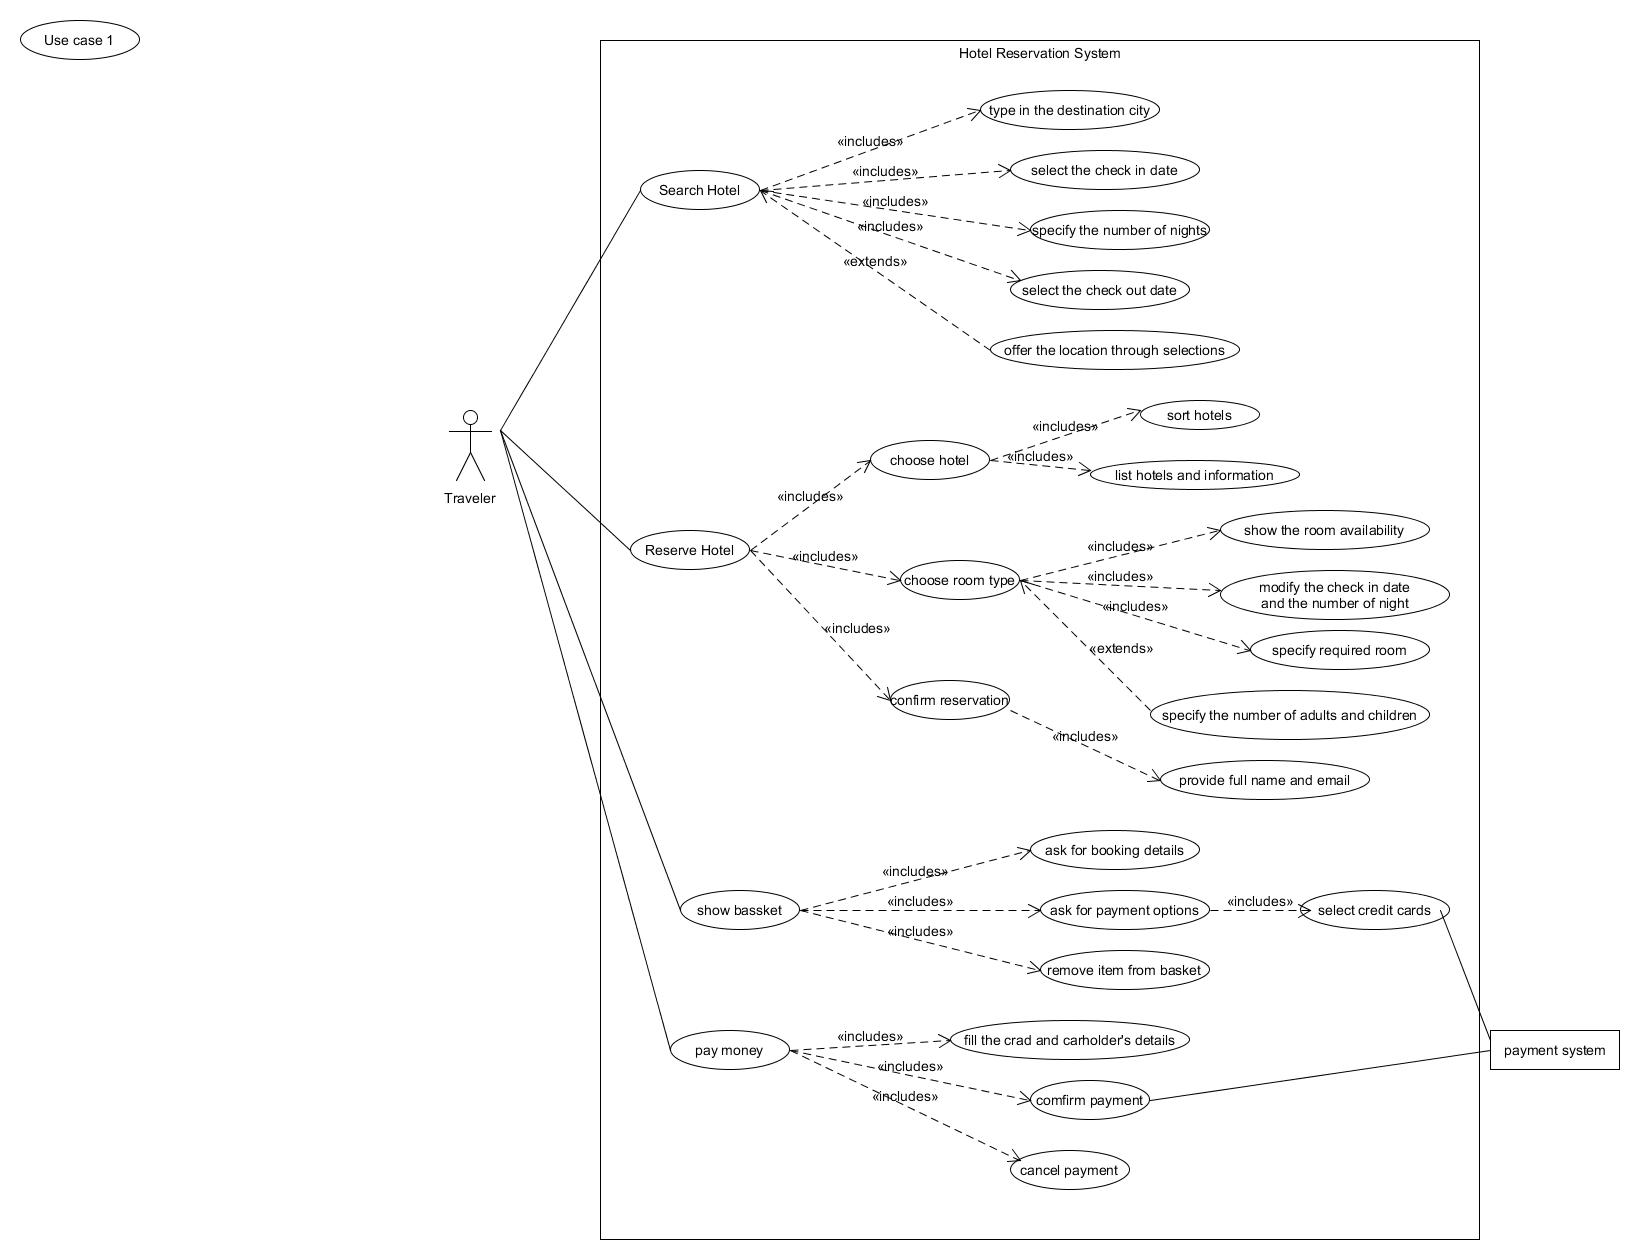 Use case 1
Hotel Reservation System
type in the destination city
«includes»
select the check in date
«includes»
Search Hotel
«includes»
specify the number of nights
«includes»
«extends»
select the check out date
offer the location through selections
sort hotels
«includes»
choose hotel
«includes»
list hotels and information
Traveler
«includes»
show the room availability
«includes»
Reserve Hotel
«includes»
choose room type
«includes»
modify the check in date
and the number of night
«includes»
«includes»
specify required room
«extends»
confirm reservation
specify the number of adults and children
«includes»
provide full name and email
ask for booking details
«includes»
show bassket
«includes»
ask for payment options
«includes»
select credit cards
«includes»
remove item from basket
«includes»
fill the crad and carholder's details
pay money
payment system
«includes»
comfirm payment
«includes»
cancel payment